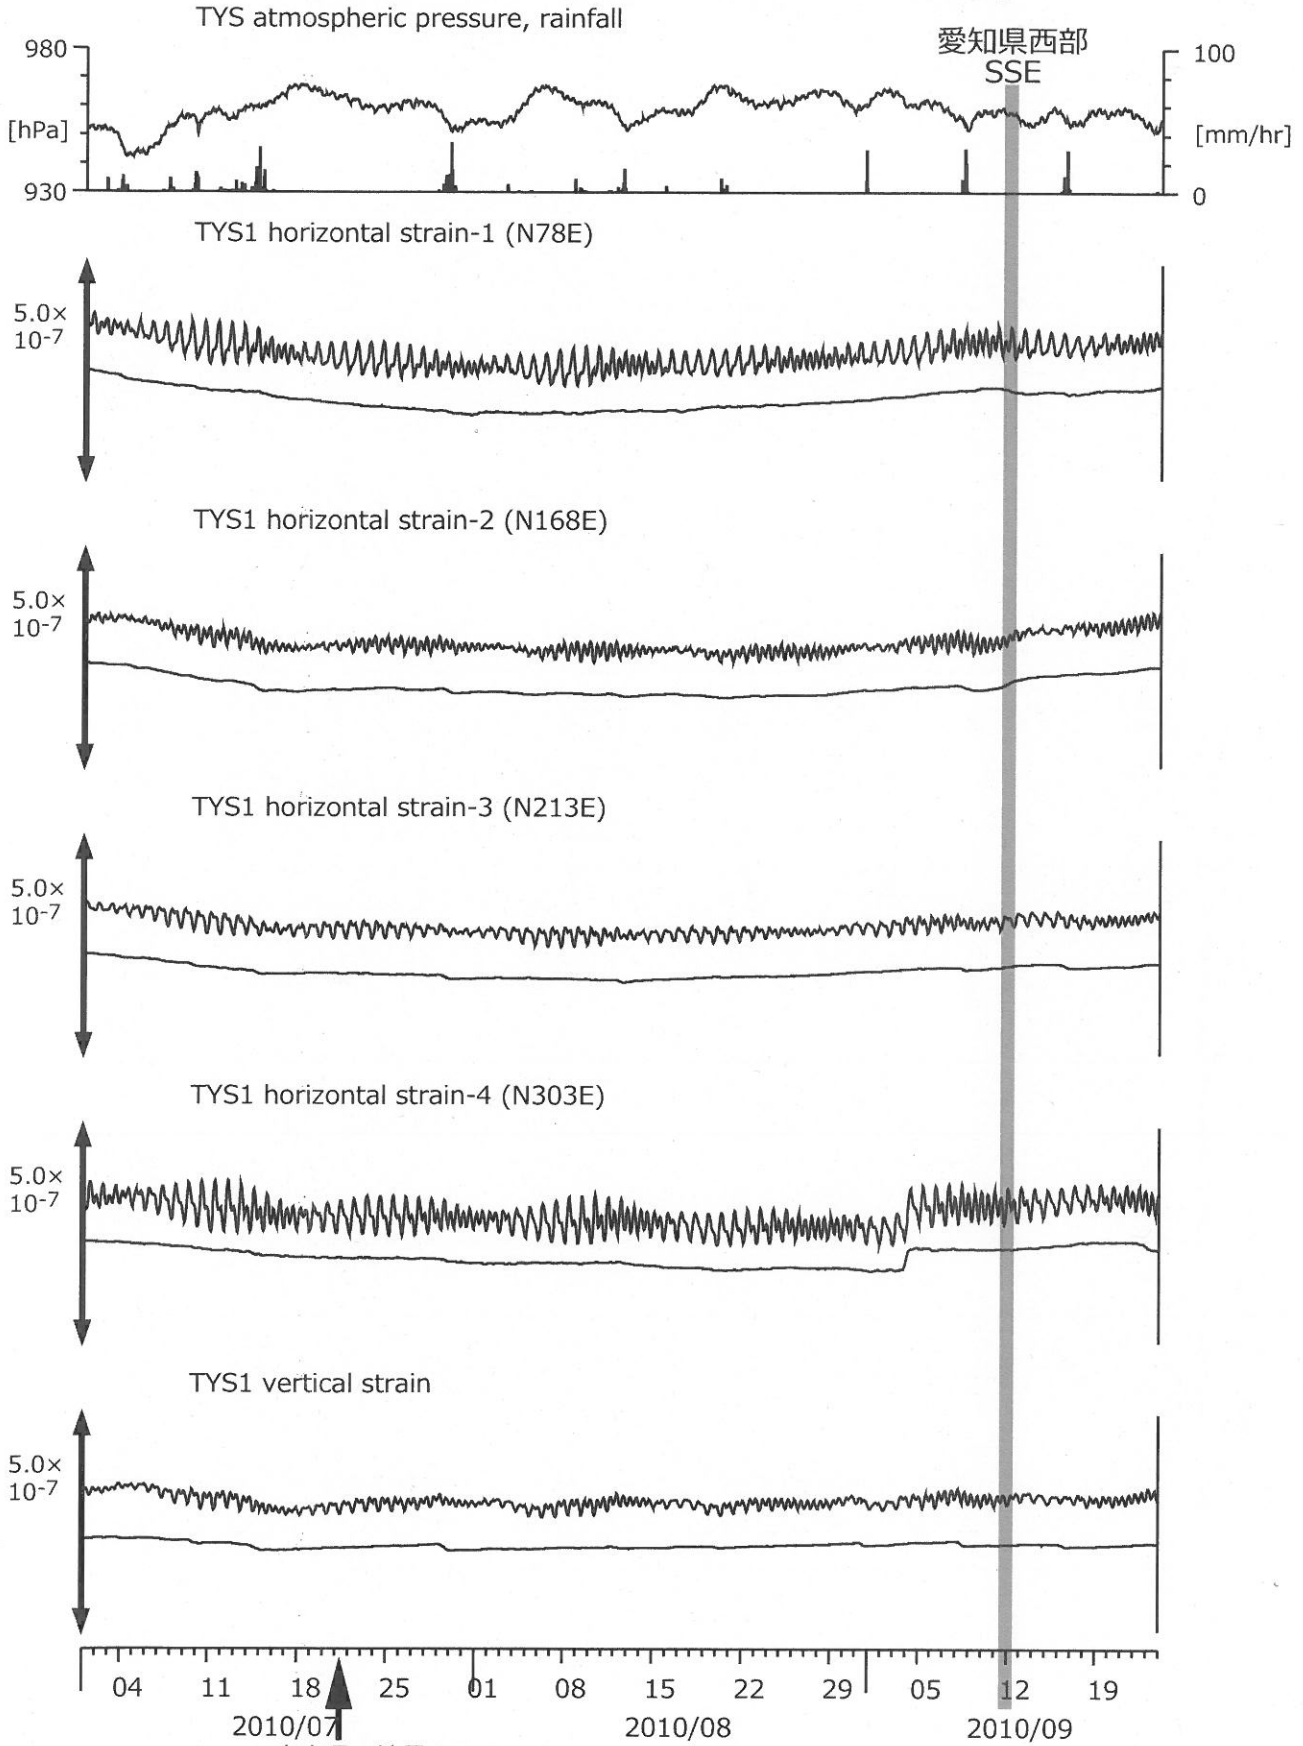 TYS atmospheric pressure, rainfall
愛知県西部
SSE
980
[hPa]
930
100
[mm/hr]
0
TYS1 horizontal strain-1 (N78E)
5.0×
10-7
TYS1 horizontal strain-2 (N168E)
5.0×
10-7
TYS1 horizontal strain-3 (N213E)
5.0×
10-7
TYS1 horizontal strain-4 (N303E)
5.0×
10-7
TYS1 vertical strain
5.0×
10-7
04 11 18 25 01 08 15 22 29 05 12 19
2010/07 2010/08 2010/09